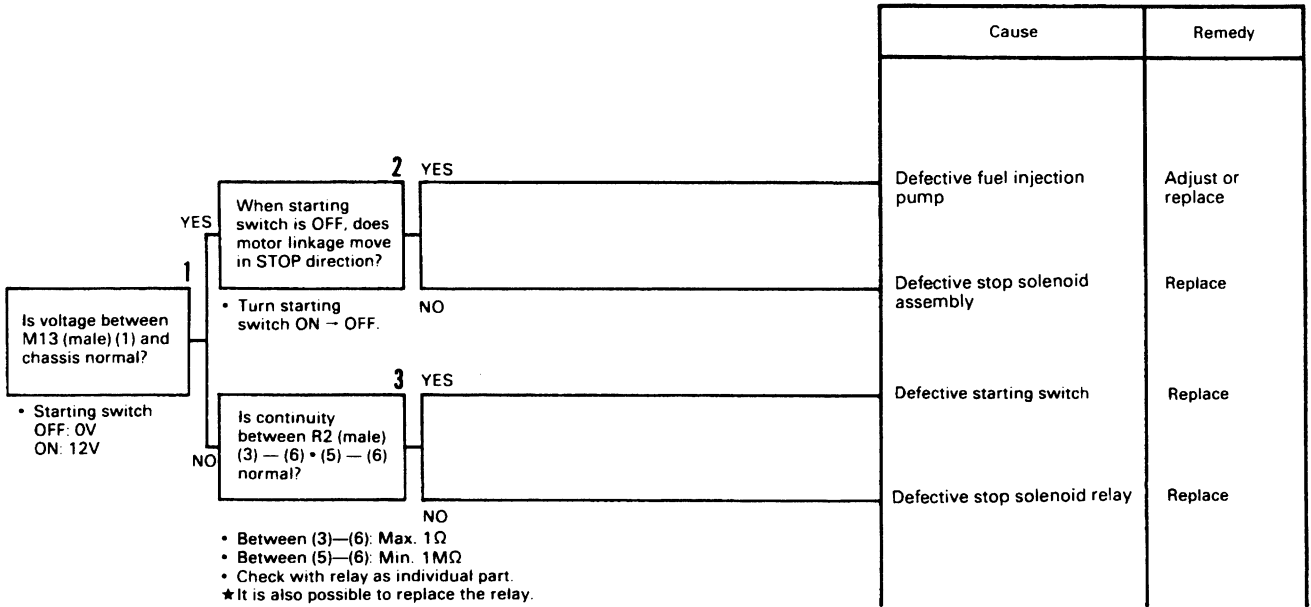 Cause
Remedy
1
Is voltage between
M13 (male) (1) and
chassis normal?
• Starting switch
OFF: 0V
ON: 12V
YES
2
When starting
switch is OFF, does
motor linkage move
in STOP direction?
• Turn starting
switch ON → OFF.
YES
Defective fuel injection
pump
Adjust or
replace
NO
Defective stop solenoid
assembly
Replace
NO
3
Is continuity
between R2 (male)
(3) — (6) • (5) — (6)
normal?
• Between (3)—(6): Max. 1Ω
• Between (5)—(6): Min. 1MΩ
• Check with relay as individual part.
★It is also possible to replace the relay.
YES
Defective starting switch
Replace
NO
Defective stop solenoid relay
Replace